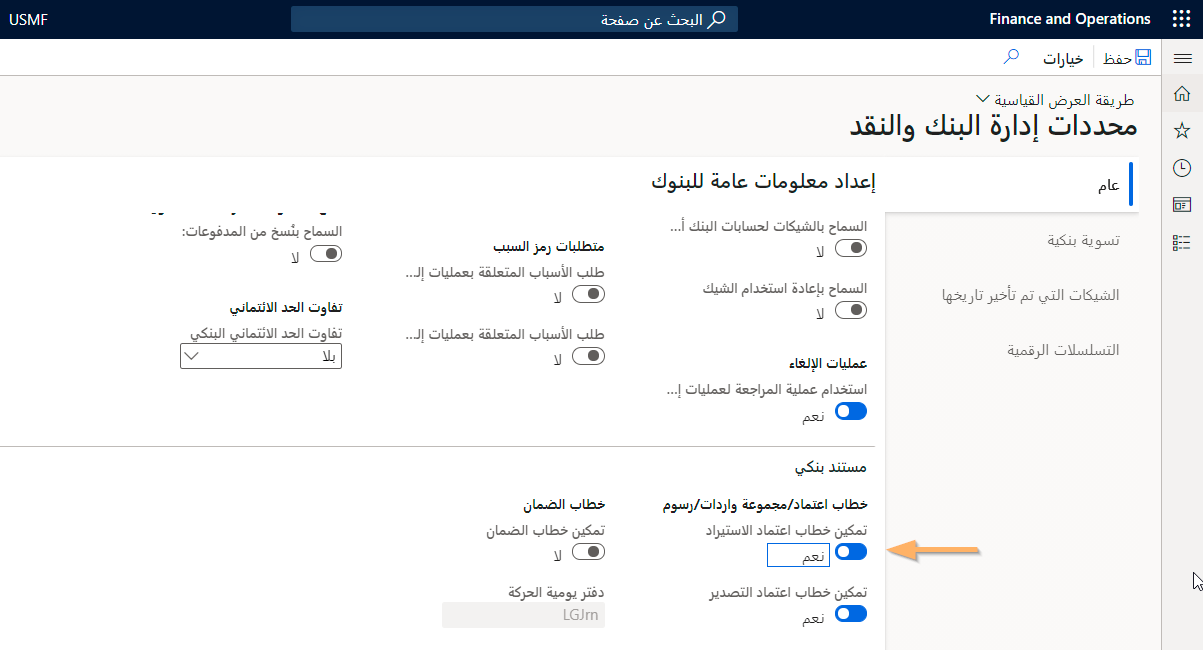 Finance and Operations
البحث عن صفحة
USMF
حفظ
خيارات
طريقة العرض القياسية
محددات إدارة البنك والنقد
عام
تسوية بنكية
الشيكات التي تم تأخير تاريخها
التسلسلات الرقمية
إعداد معلومات عامة للبنوك
السماح بالشيكات لحسابات البنك أ...
لا
السماح بإعادة استخدام الشيك
لا
عمليات الإلغاء
استخدام عملية المراجعة لعمليات إ...
نعم
متطلبات رمز السبب
طلب الأسباب المتعلقة بعمليات إلـ...
لا
طلب الأسباب المتعلقة بعمليات إلـ...
لا
السماح بنُسخ من المدفوعات:
لا
تفاوت الحد الائتماني
تفاوت الحد الائتماني البنكي
بلا
مستند بنكي
خطاب اعتماد/مجموعة واردات/رسوم
تمكين خطاب اعتماد الاستيراد
نعم
تمكين خطاب اعتماد التصدير
نعم
خطاب الضمان
تمكين خطاب الضمان
لا
دفتر يومية الحركة
LGJrn